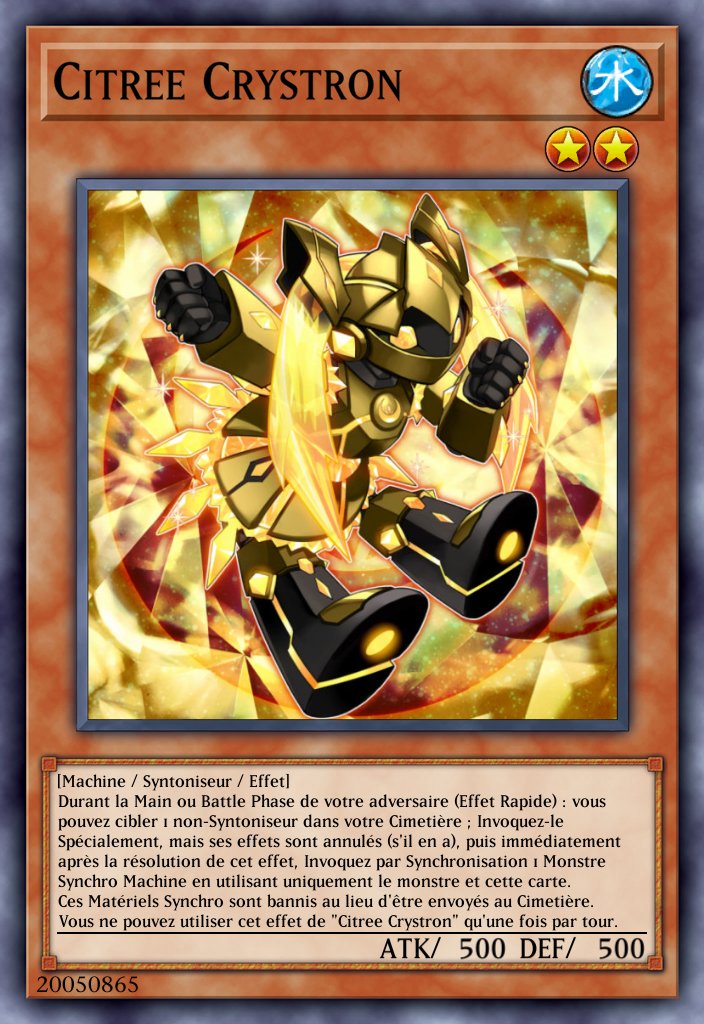 Citree Crystron
水
[Machine / Syntoniseur / Effet]
Durant la Main ou Battle Phase de votre adversaire (Effet Rapide) : vous
pouvez cibler 1 non-Syntoniseur dans votre Cimetière ; Invoquez-le
Spécialement, mais ses effets sont annulés (s'il en a), puis immédiatement
après la résolution de cet effet, Invoquez par Synchronisation 1 Monstre
Synchro Machine en utilisant uniquement le monstre et cette carte.
Ces Matériels Synchro sont bannis au lieu d'être envoyés au Cimetière.
Vous ne pouvez utiliser cet effet de "Citree Crystron" qu'une fois par tour.
ATK/ 500 DEF/ 500
20050865